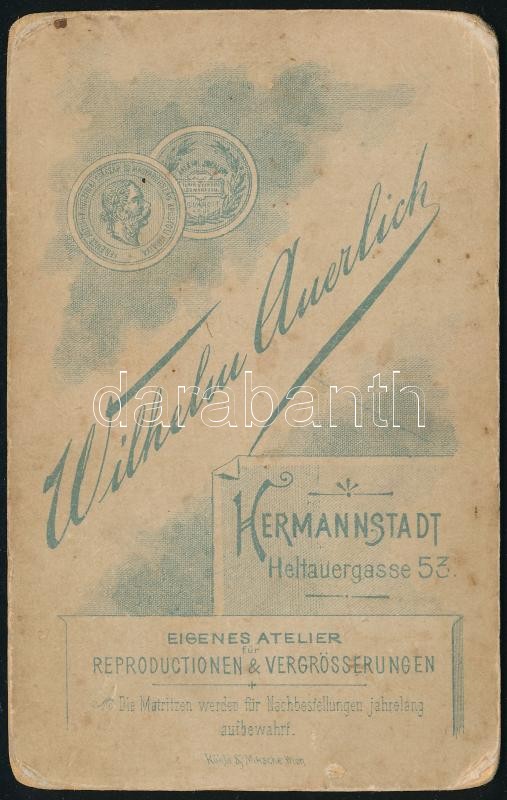 Wilhelm Auerlich
darabanth
HERMANNSTADT
Heltauergasse 53.
EIGENES ATELIER
für
REPRODUCTIONEN & VERGRÖSSERUNGEN
Die Matritzen werden für Nachbestellungen jahrelang
aufbewahrt.